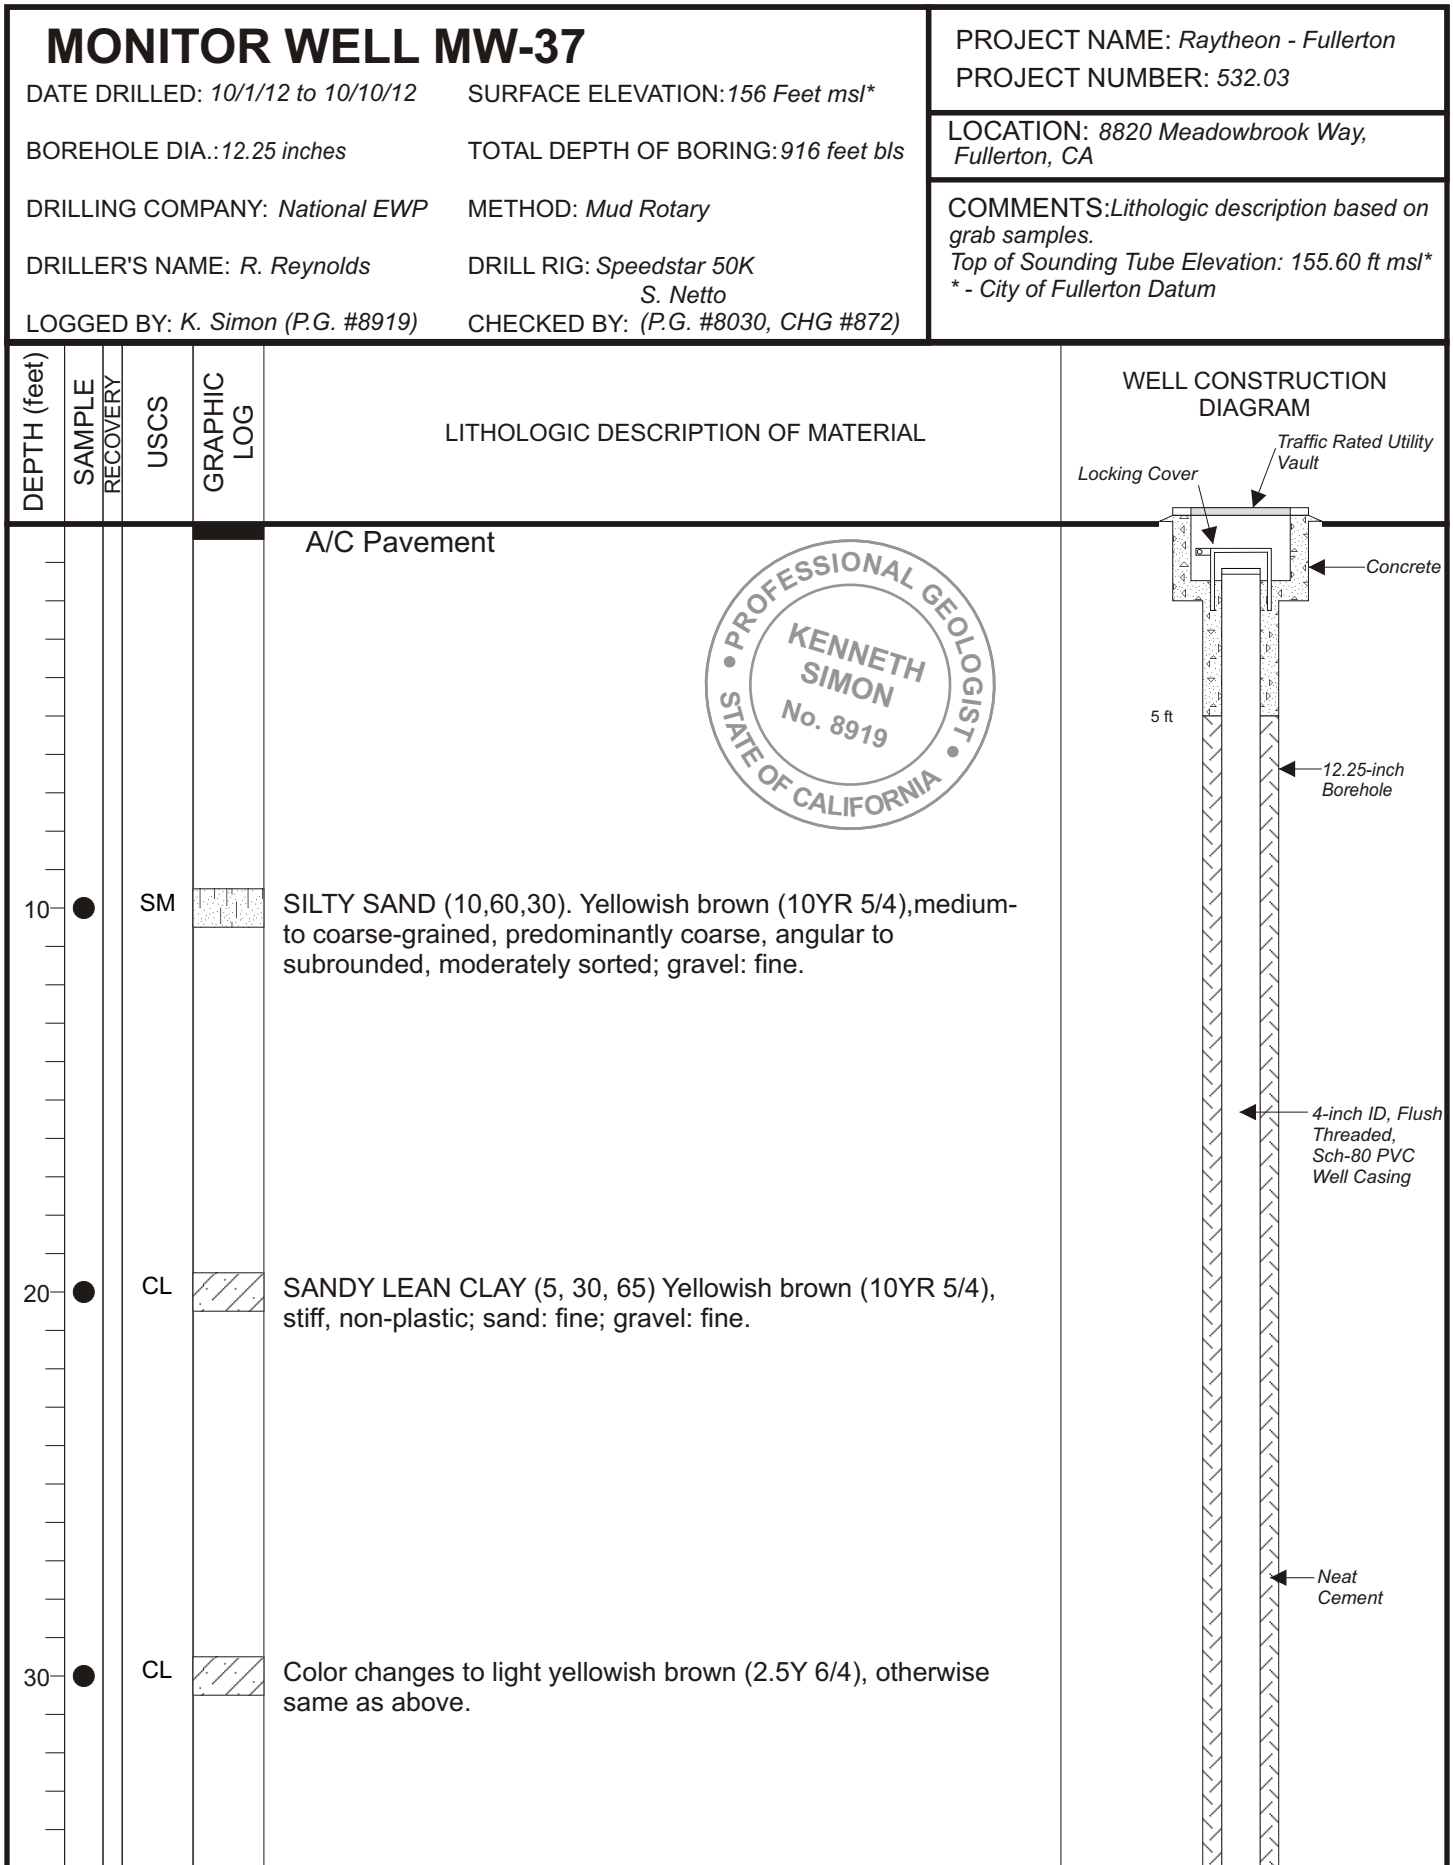 MONITOR WELL MW-37
DATE DRILLED: 10/1/12 to 10/10/12
SURFACE ELEVATION:156 Feet msl*
BOREHOLE DIA.:12.25 inches
TOTAL DEPTH OF BORING:916 feet bls
DRILLING COMPANY: National EWP
METHOD: Mud Rotary
DRILLER'S NAME: R. Reynolds
DRILL RIG: Speedstar 50K
LOGGED BY: K. Simon (P.G. #8919)
S. Netto
CHECKED BY: (P.G. #8030, CHG #872)
PROJECT NAME: Raytheon - Fullerton
PROJECT NUMBER: 532.03
LOCATION: 8820 Meadowbrook Way,
Fullerton, CA
COMMENTS:Lithologic description based on
grab samples.
Top of Sounding Tube Elevation: 155.60 ft msl*
* - City of Fullerton Datum
DEPTH (feet)
SAMPLE
RECOVERY
USCS
GRAPHIC
LOG
LITHOLOGIC DESCRIPTION OF MATERIAL
WELL CONSTRUCTION
DIAGRAM
Traffic Rated Utility
Vault
Locking Cover
A/C Pavement
Concrete
PROFESSIONAL GEOLOGIST
KENNETH
SIMON
No. 8919
STATE OF CALIFORNIA
5 ft
12.25-inch
Borehole
10
SM
SILTY SAND (10,60,30). Yellowish brown (10YR 5/4),medium-
to coarse-grained, predominantly coarse, angular to
subrounded, moderately sorted; gravel: fine.
4-inch ID, Flush
Threaded,
Sch-80 PVC
Well Casing
20
CL
SANDY LEAN CLAY (5, 30, 65) Yellowish brown (10YR 5/4),
stiff, non-plastic; sand: fine; gravel: fine.
Neat
Cement
30
CL
Color changes to light yellowish brown (2.5Y 6/4), otherwise
same as above.